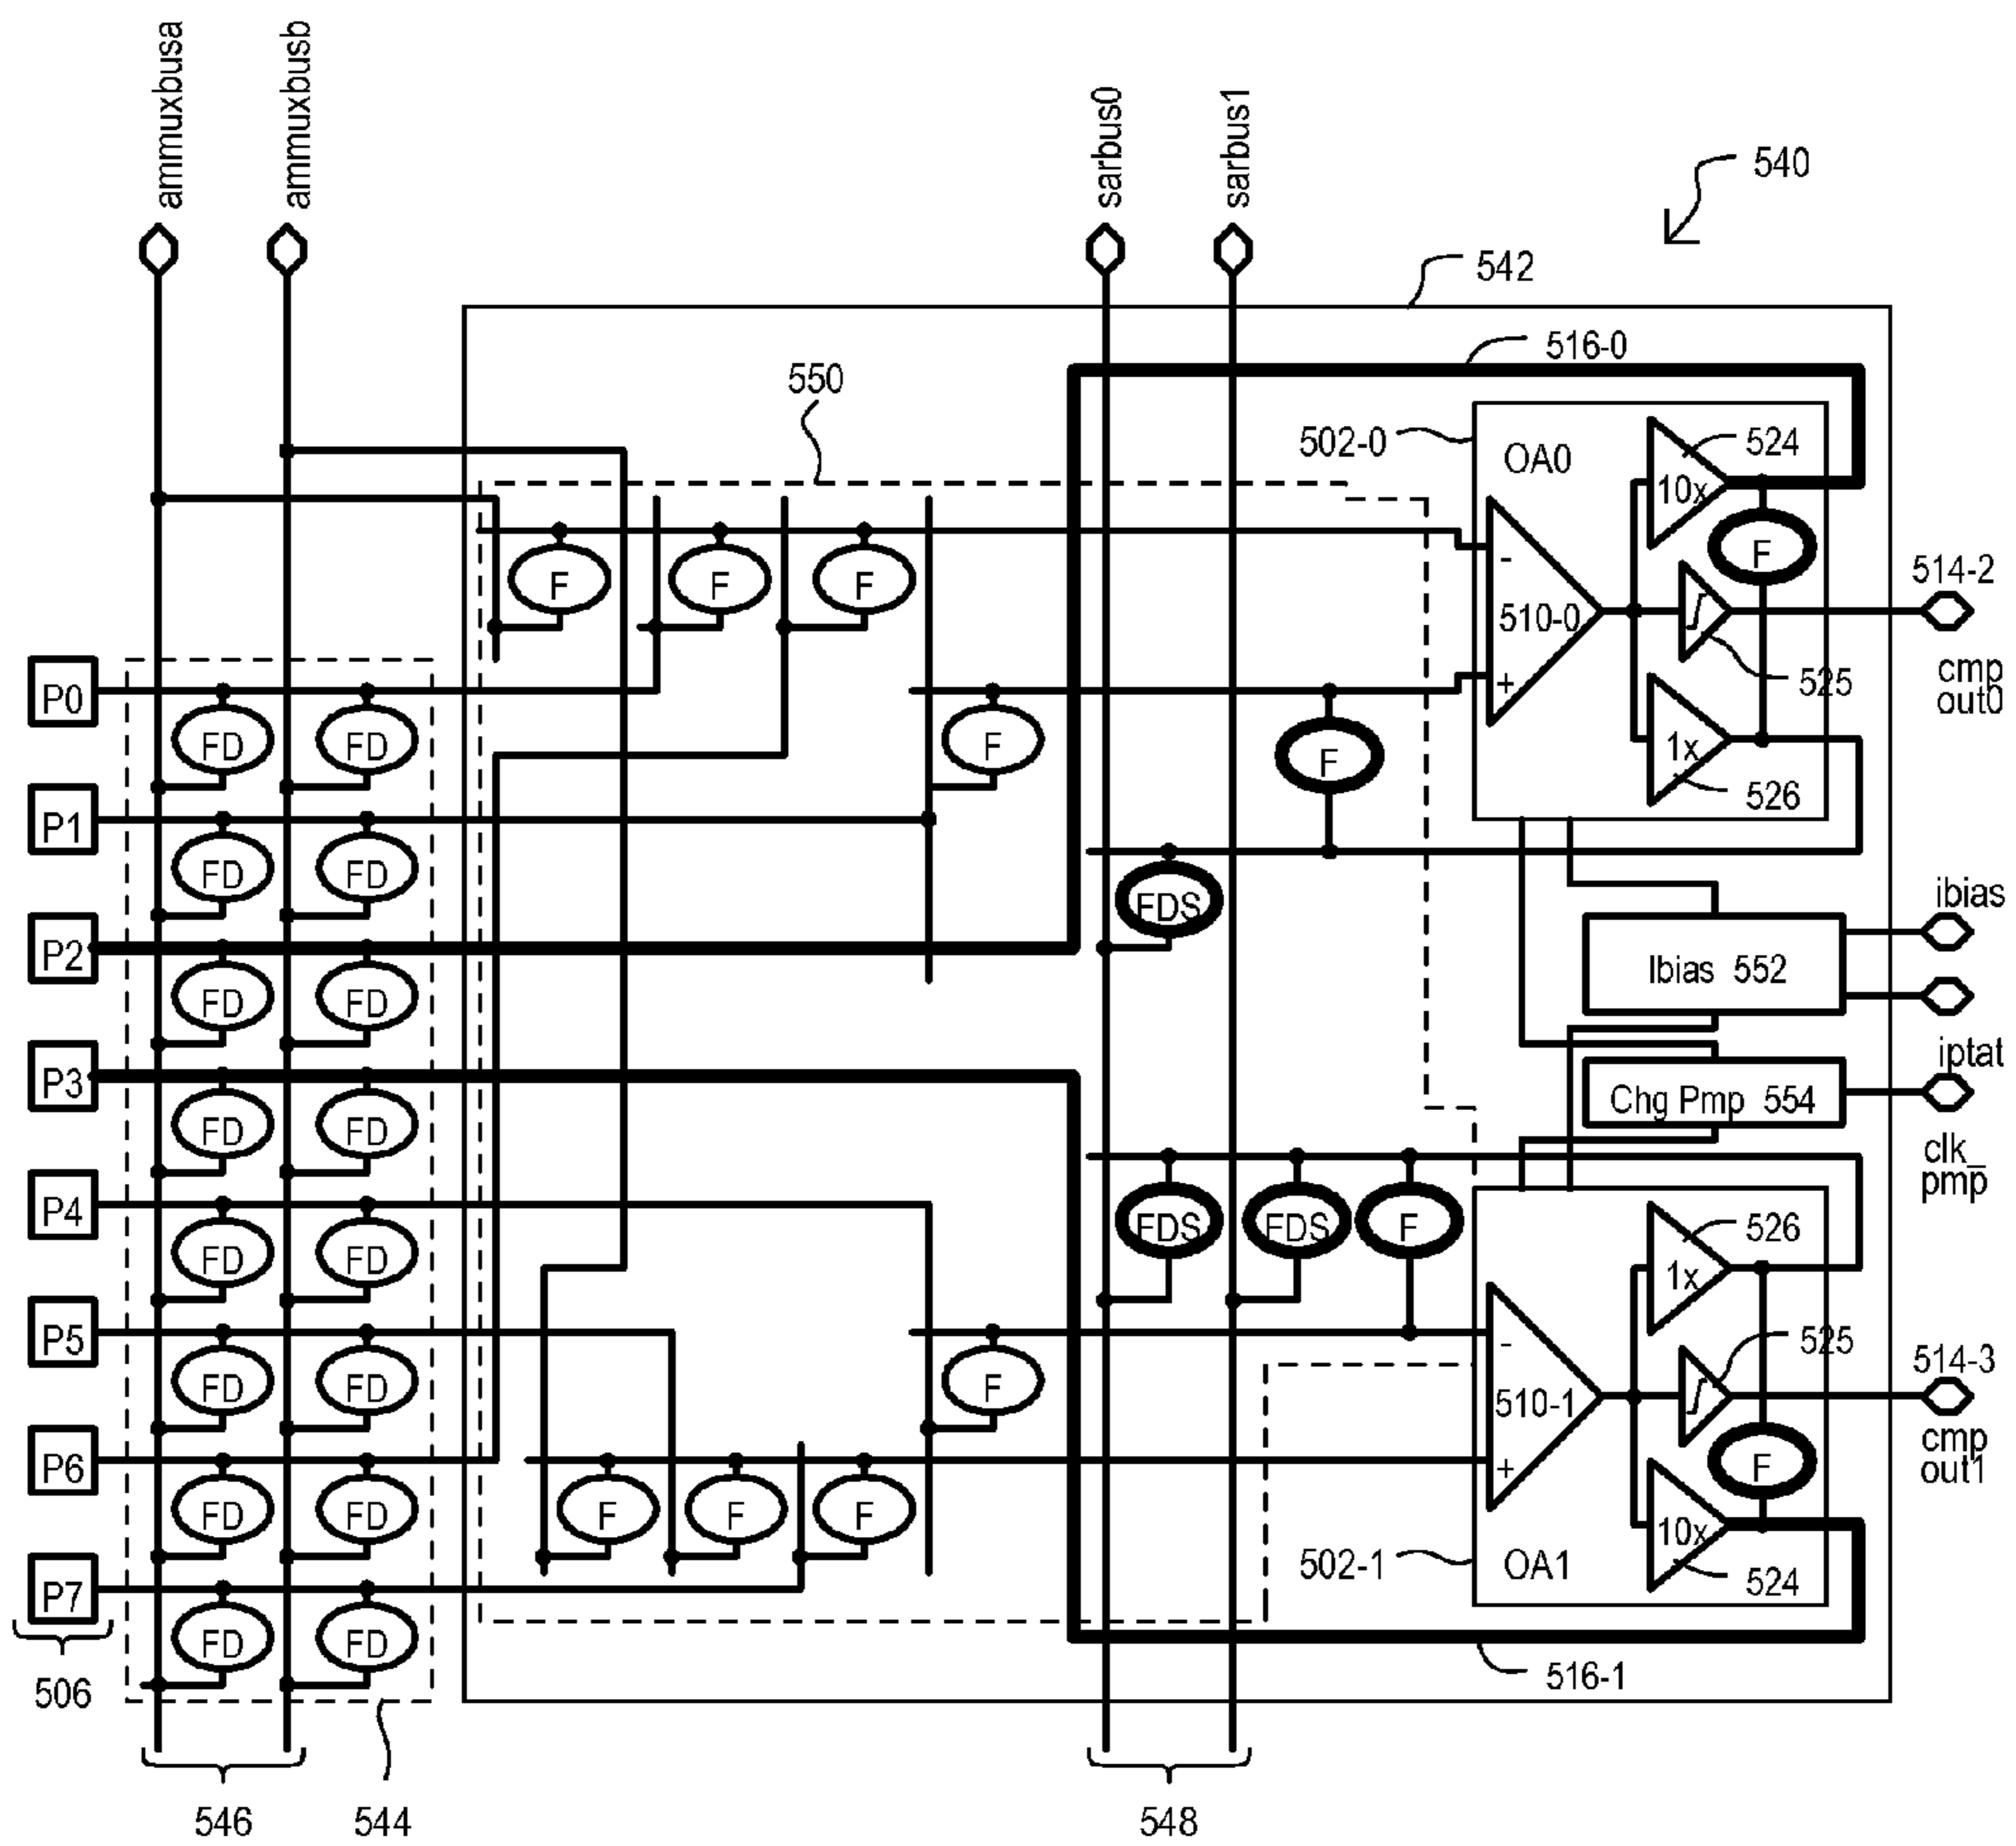 ammuxbusa
ammuxbusb
sarbus0
sarbus1
540
542
516-0
550
502-0
OA0
524
10x
F
514-2
F
F
F
-
510-0
525
cmp
out0
P0
+
FD
FD
F
F
1x
526
P1
FD
FD
FDS
ibias
P2
Ibias 552
FD
FD
iptat
P3
Chg Pmp 554
FD
FD
clk_
pmp
P4
FDS
FDS
F
526
FD
FD
1x
P5
-
525
514-3
FD
FD
F
510-1
cmp
out1
P6
+
F
FD
FD
F
F
F
10x
502-1
OA1
524
P7
FD
FD
506
516-1
546
544
548